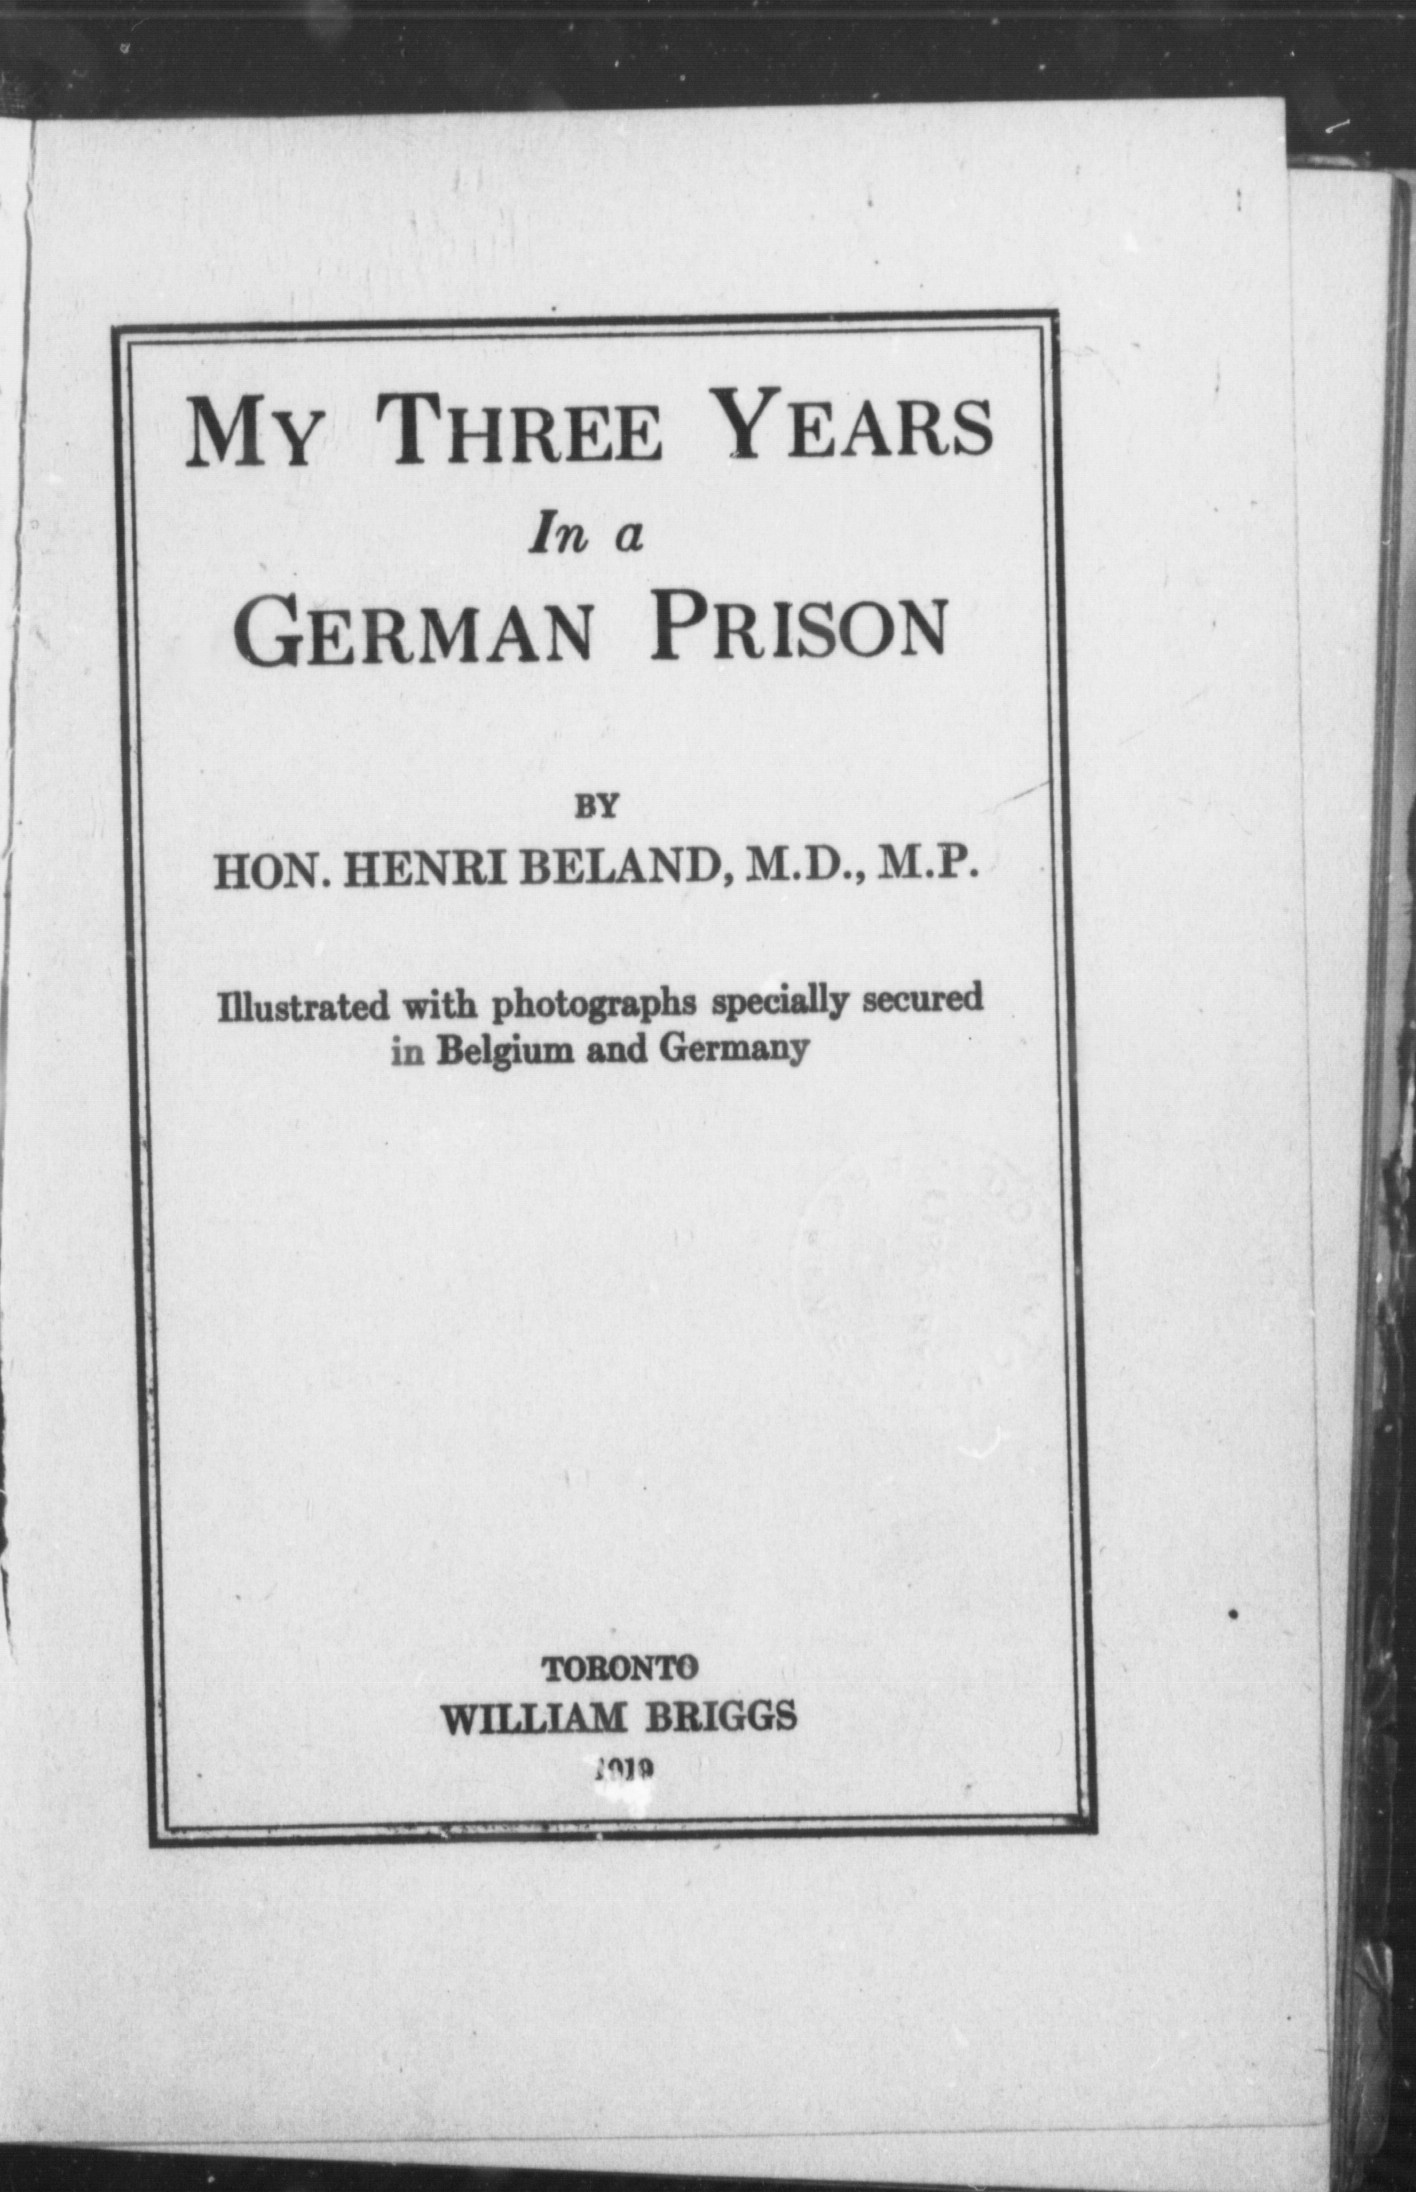 MY THREE YEARS
In a
GERMAN PRISON
BY
HON. HENRI BELAND, M.D., M.P.
Illustrated with photographs specially secured
in Belgium and Germany
TORONTO
WILLIAM BRIGGS
1919